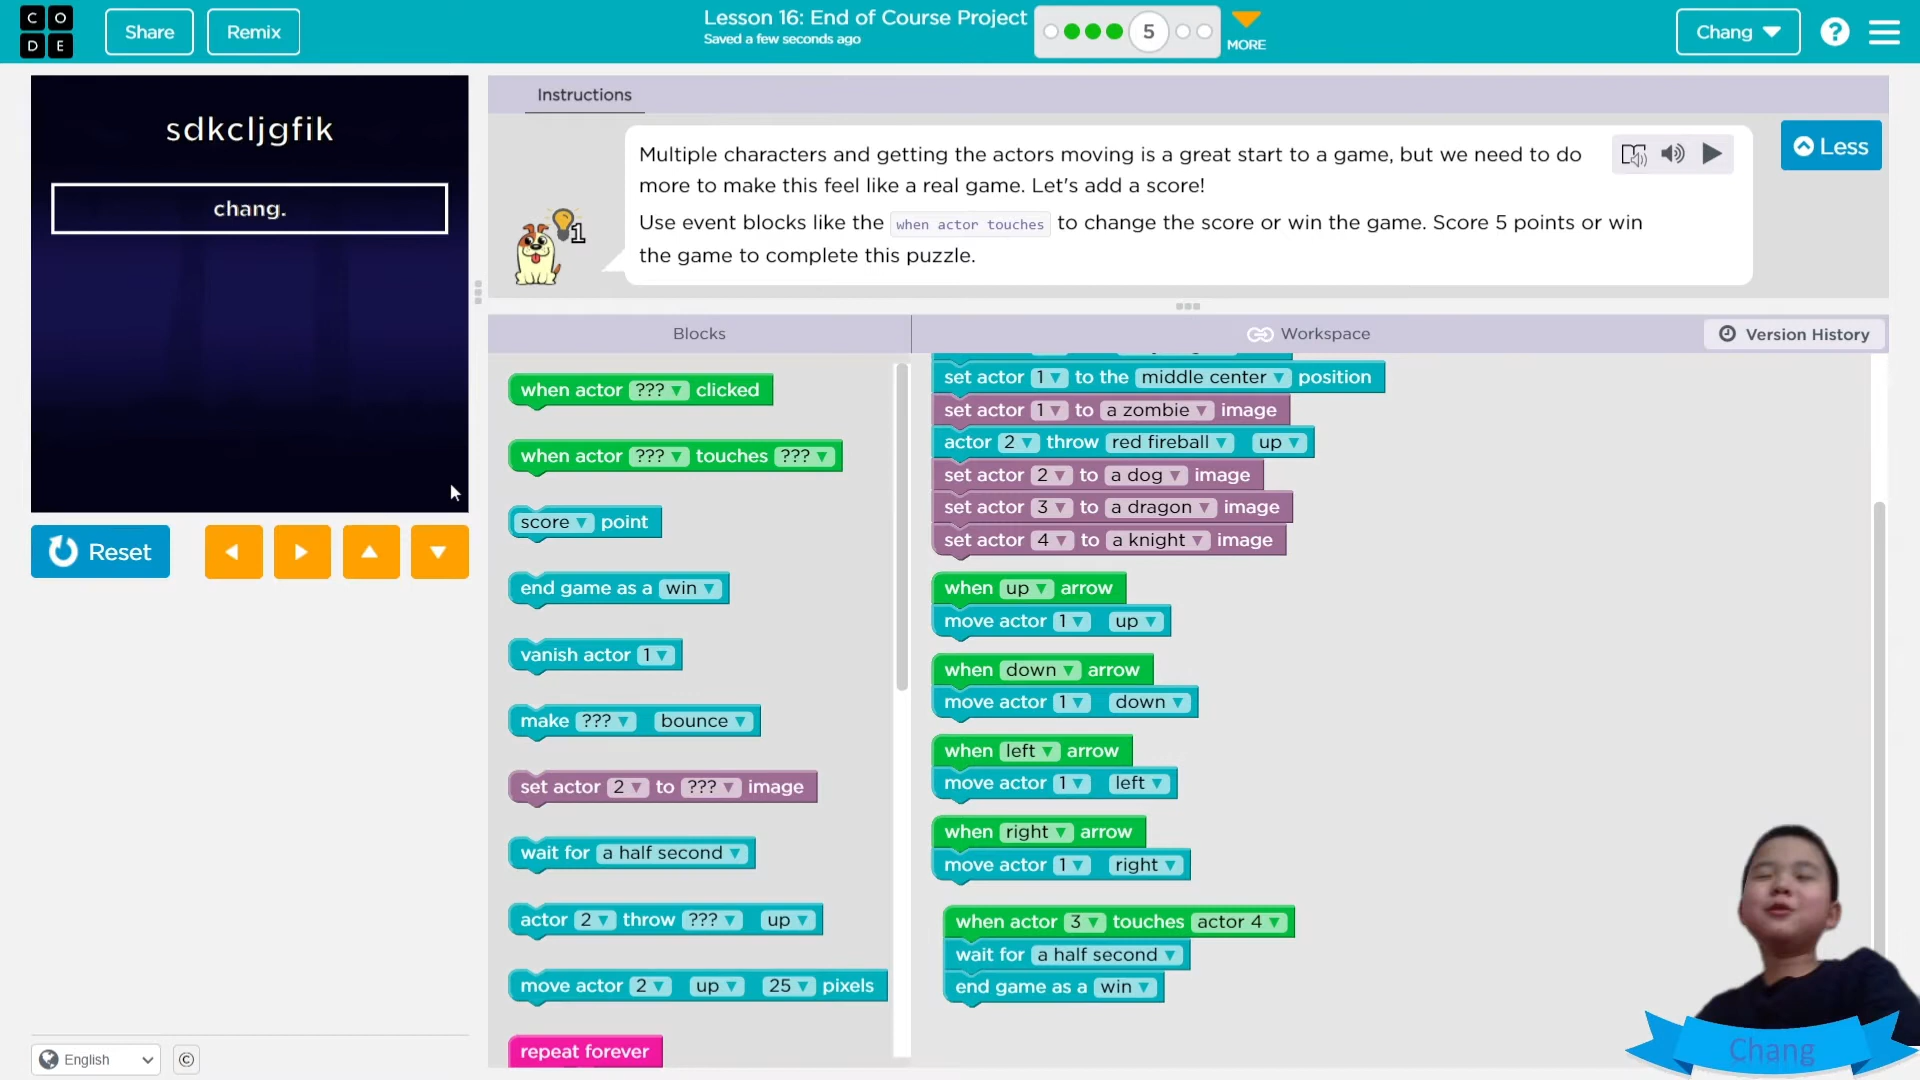 CODE
Share
Remix
Lesson 16: End of Course Project
Saved a few seconds ago
5
MORE
Chang
?
sdkcljgfik
chang.
Reset
Instructions
Multiple characters and getting the actors moving is a great start to a game, but we need to do
more to make this feel like a real game. Let's add a score!
Use event blocks like the when actor touches to change the score or win the game. Score 5 points or win
the game to complete this puzzle.
1
Less
Blocks
Workspace
Version History
when actor ??? clicked
when actor ??? touches ???
score point
end game as a win
vanish actor 1
make ??? bounce
set actor 2 to ??? image
wait for a half second
actor 2 throw ??? up
move actor 2 up 25 pixels
repeat forever
set actor 1 to the middle center position
set actor 1 to a zombie image
actor 2 throw red fireball up
set actor 2 to a dog image
set actor 3 to a dragon image
set actor 4 to a knight image
when up arrow
move actor 1 up
when down arrow
move actor 1 down
when left arrow
move actor 1 left
when right arrow
move actor 1 right
when actor 3 touches actor 4
wait for a half second
end game as a win
English
©
Chang